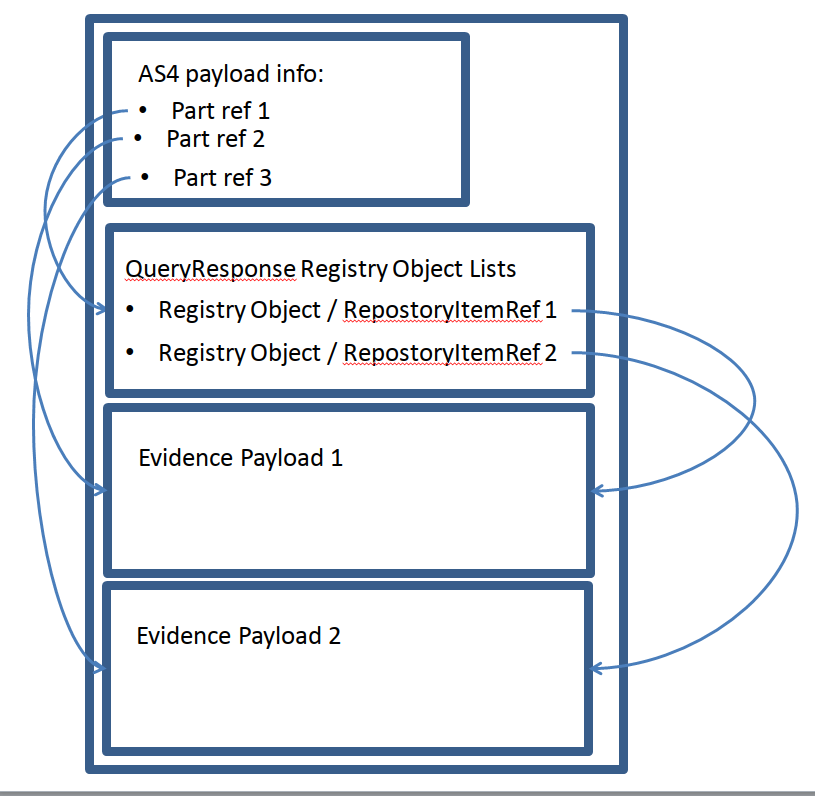 AS4 payload info:
• Part ref 1
• Part ref 2
• Part ref 3
QueryResponse Registry Object Lists
• Registry Object / RepostoryItemRef 1
• Registry Object / RepostoryItemRef 2
Evidence Payload 1
Evidence Payload 2